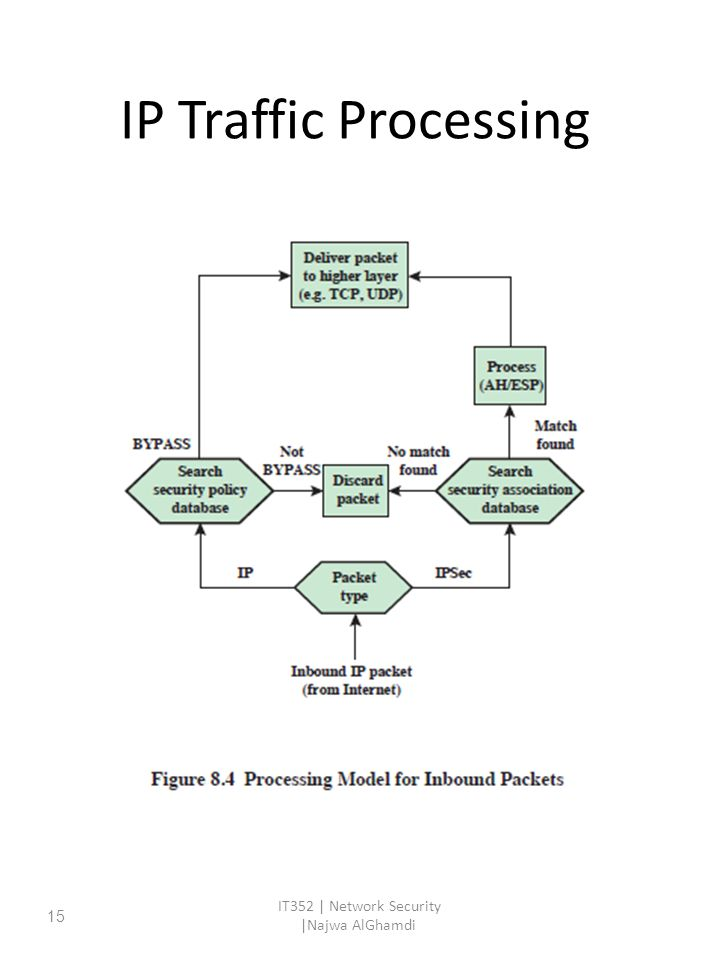 IP Traffic Processing
Deliver packet
to higher layer
(e.g. TCP, UDP)
Process
(AH/ESP)
Match
found
BYPASS
Not
BYPASS
No match
found
Search
security policy
database
Discard
packet
Search
security association
database
IP
Packet
type
IPSec
Inbound IP packet
(from Internet)
Figure 8.4 Processing Model for Inbound Packets
15
IT352 | Network Security
|Najwa AlGhamdi